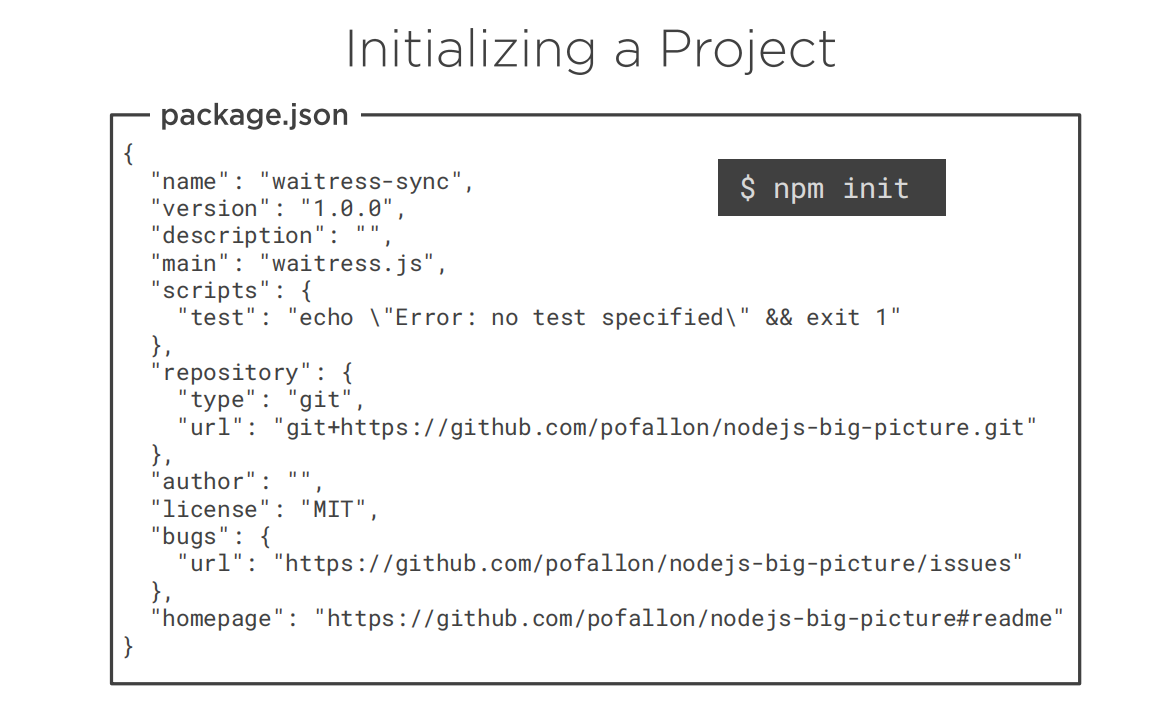 Initializing a Project
package.json
$ npm init
{
  "name": "waitress-sync",
  "version": "1.0.0",
  "description": "",
  "main": "waitress.js",
  "scripts": {
    "test": "echo \"Error: no test specified\" && exit 1"
  },
  "repository": {
    "type": "git",
    "url": "git+https://github.com/pofallon/nodejs-big-picture.git"
  },
  "author": "",
  "license": "MIT",
  "bugs": {
    "url": "https://github.com/pofallon/nodejs-big-picture/issues"
  },
  "homepage": "https://github.com/pofallon/nodejs-big-picture#readme"
}